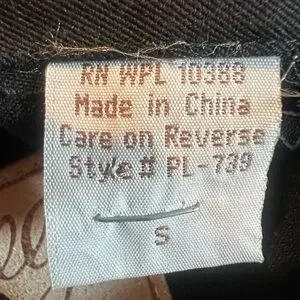 RN WPL 10388
Made in China
Care on Reverse
Style# PL-739
S